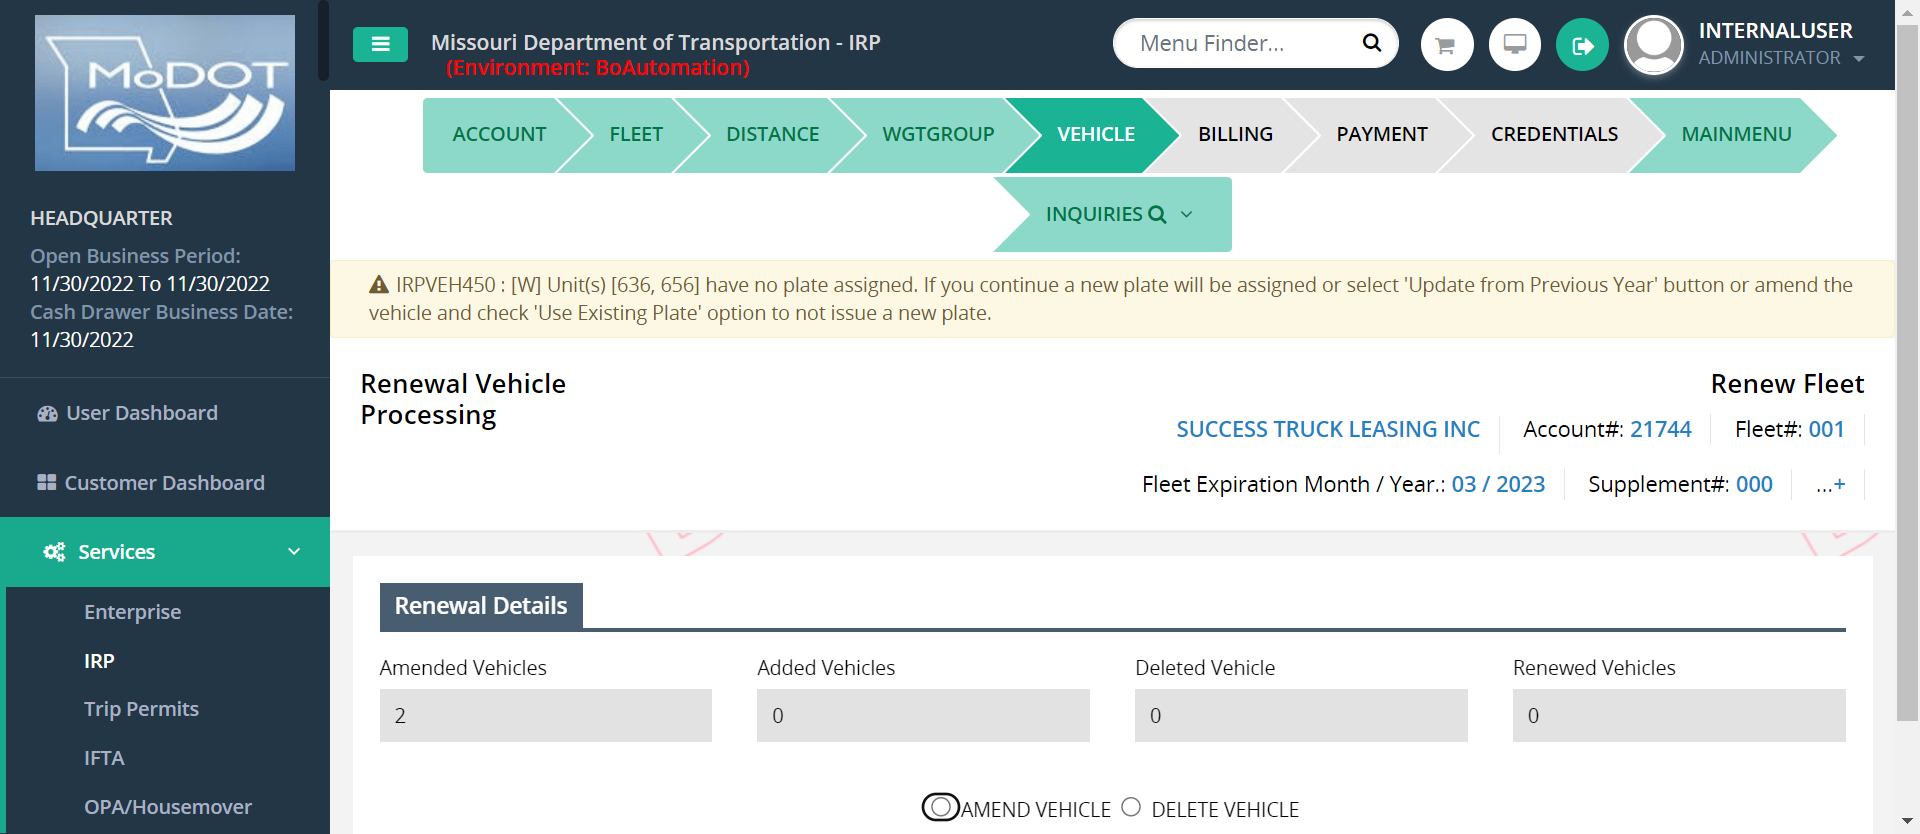 MoDOT
Missouri Department of Transportation - IRP
(Environment: BoAutomation)
Menu Finder...
INTERNALUSER
ADMINISTRATOR
HEADQUARTER
Open Business Period:
11/30/2022 To 11/30/2022
Cash Drawer Business Date:
11/30/2022
User Dashboard
Customer Dashboard
Services
Enterprise
IRP
Trip Permits
IFTA
OPA/Housemover
ACCOUNT FLEET DISTANCE WGTGROUP VEHICLE BILLING PAYMENT CREDENTIALS MAINMENU
INQUIRIES
IRPVEH450 : [W] Unit(s) [636, 656] have no plate assigned. If you continue a new plate will be assigned or select 'Update from Previous Year' button or amend the
vehicle and check 'Use Existing Plate' option to not issue a new plate.
Renewal Vehicle
Processing
Renew Fleet
SUCCESS TRUCK LEASING INC Account#: 21744 Fleet#: 001
Fleet Expiration Month / Year.: 03 / 2023 Supplement#: 000 ...+
Renewal Details
Amended Vehicles Added Vehicles Deleted Vehicle Renewed Vehicles
2 0 0 0
AMEND VEHICLE DELETE VEHICLE